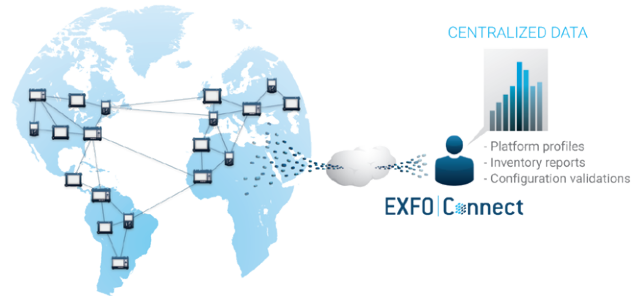 CENTRALIZED DATA
- Platform profiles
- Inventory reports
- Configuration validations
EXFO | Connect